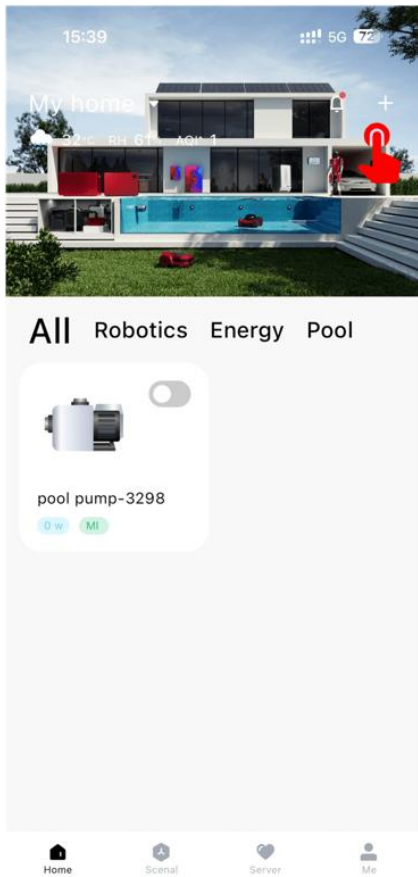 15:39 5G 72
My home
32°C RH 61% AQI: 1
All Robotics Energy Pool
pool pump-3298
0 w MI
Home Scenal Server Me